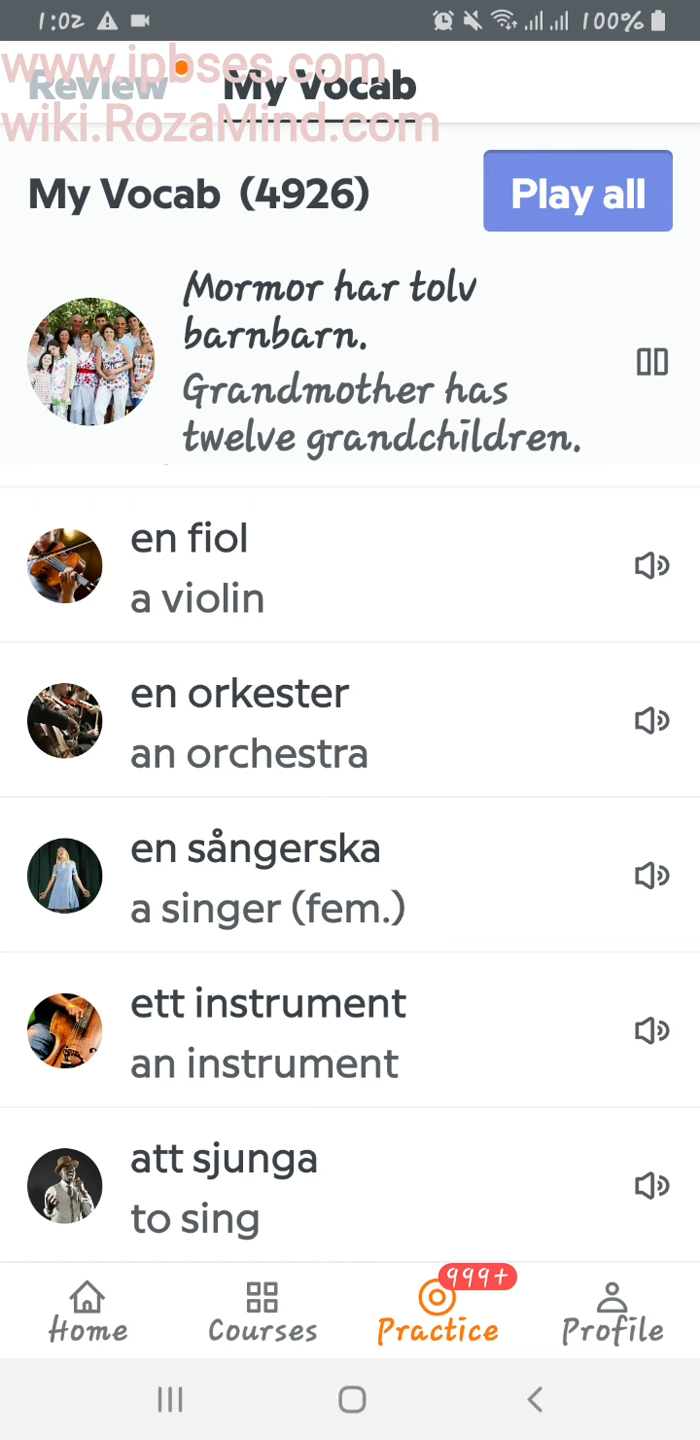 1:02
100%
www.ipbses.com
Review My Vocab
wiki.RozaMind.com
My Vocab (4926)
Play all
Mormor har tolv
barnbarn.
Grandmother has
twelve grandchildren.
en fiol
a violin
en orkester
an orchestra
en sångerska
a singer (fem.)
ett instrument
an instrument
att sjunga
to sing
999+
Home Courses Practice Profile